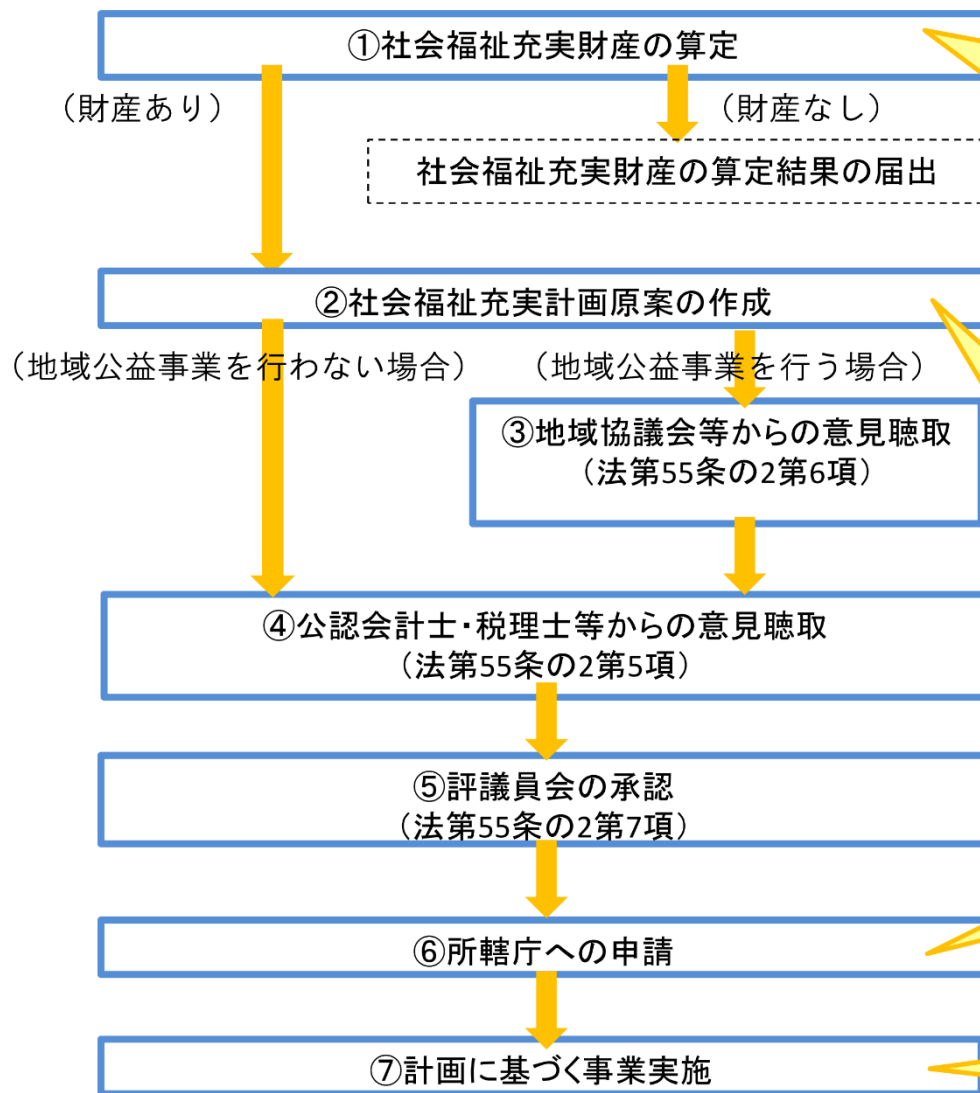 ①社会福祉充実財産の算定
（財産あり）
（財産なし）
社会福祉充実財産の算定結果の届出
②社会福祉充実計画原案の作成
（地域公益事業を行わない場合）
（地域公益事業を行う場合）
③地域協議会等からの意見聴取
（法第55条の2第6項）
④公認会計士・税理士等からの意見聴取
（法第55条の2第5項）
⑤評議員会の承認
（法第55条の2第7項）
⑥所轄庁への申請
⑦計画に基づく事業実施